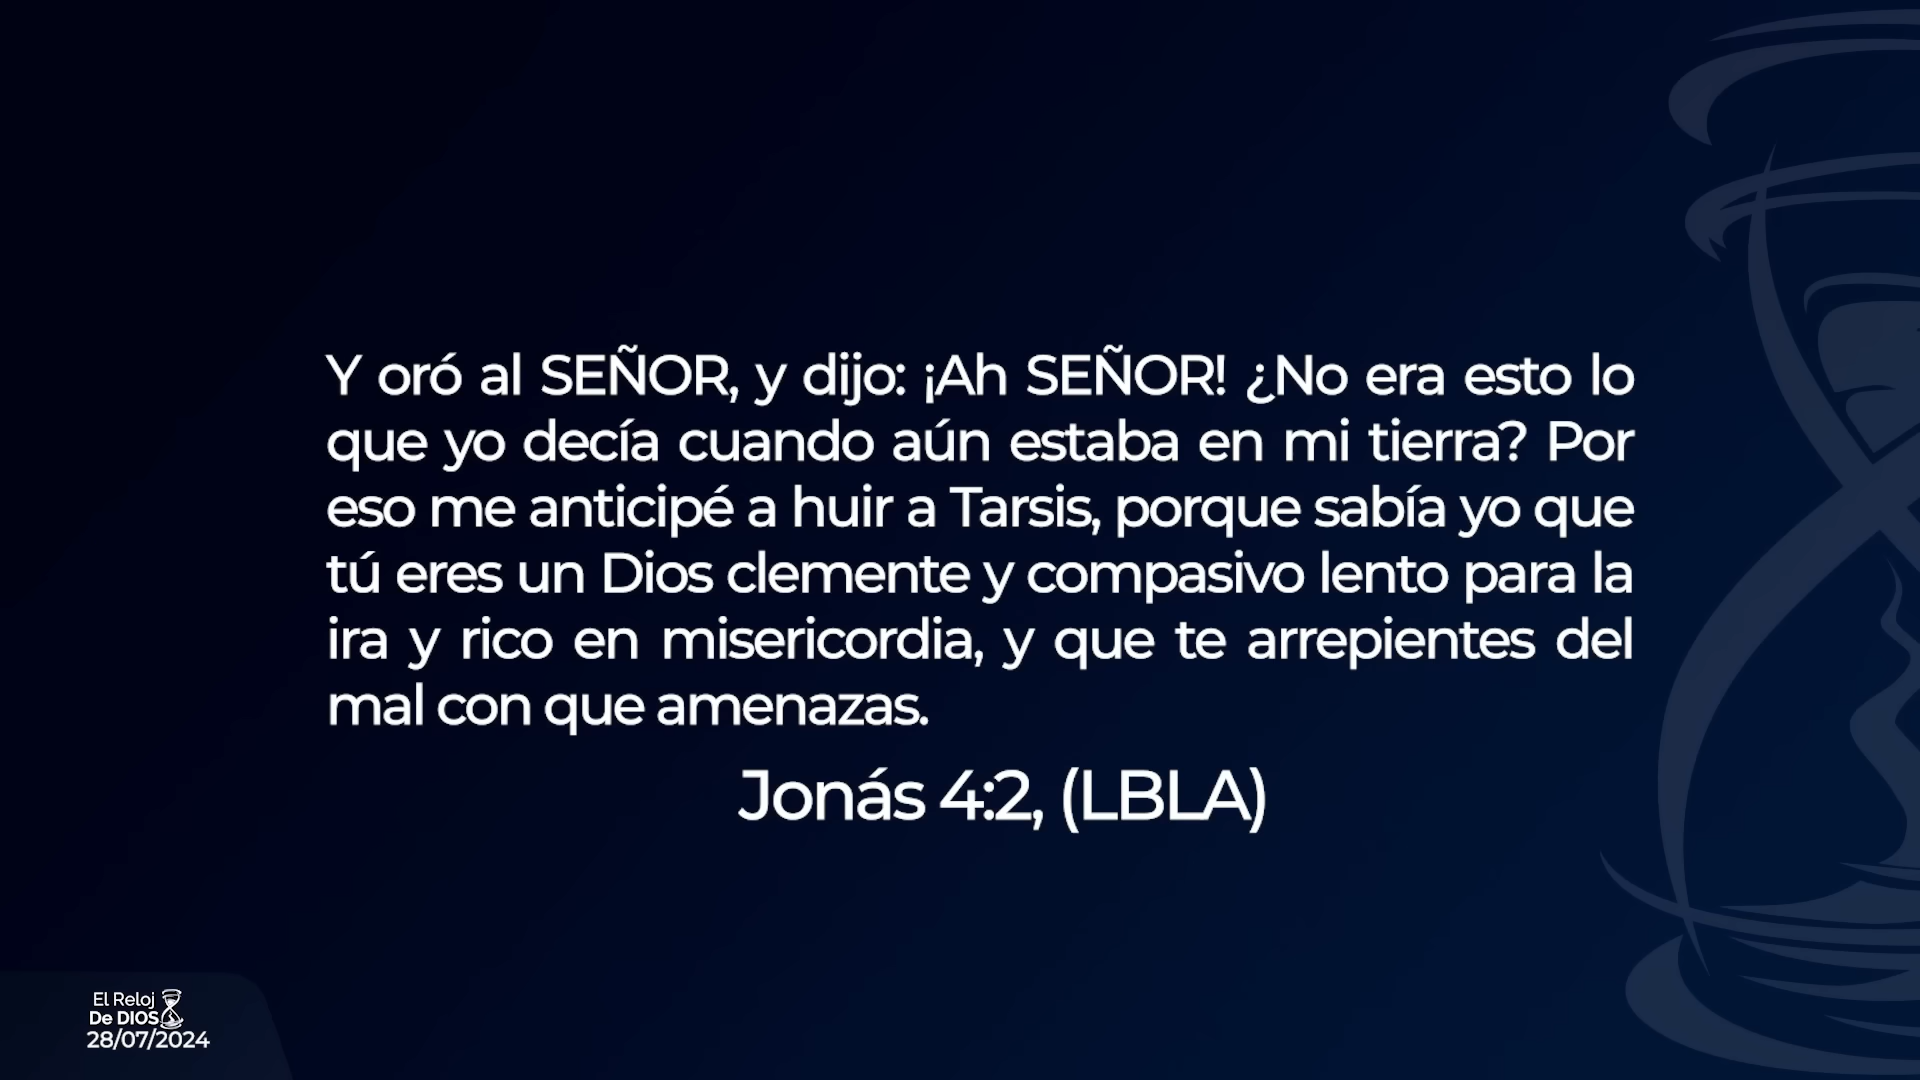 Y oró al SEÑOR, y dijo: ¡Ah SEÑOR! ¿No era esto lo
que yo decía cuando aún estaba en mi tierra? Por
eso me anticipé a huir a Tarsis, porque sabía yo que
tú eres un Dios clemente y compasivo lento para la
ira y rico en misericordia, y que te arrepientes del
mal con que amenazas.
Jonás 4:2, (LBLA)
El Reloj
De DIOS
28/07/2024